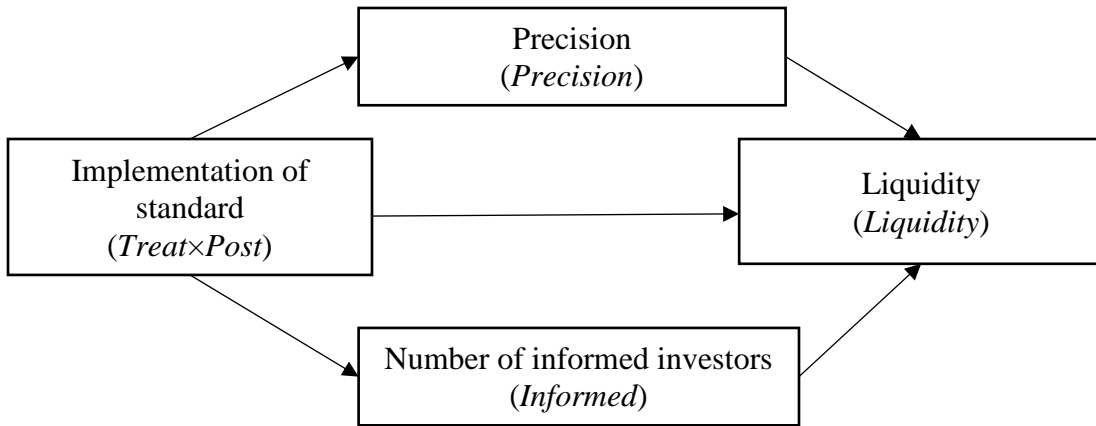 Precision
(Precision)
Implementation of
standard
(Treat×Post)
Liquidity
(Liquidity)
Number of informed investors
(Informed)